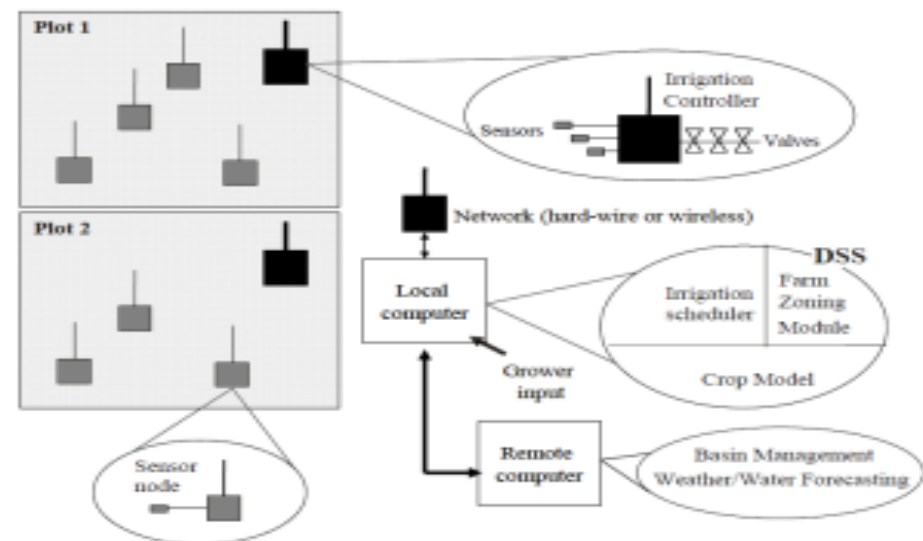 Plot 1
Irrigation
Controller
Sensors
Valves
Network (hard-wire or wireless)
Plot 2
DSS
Local
computer
Irrigation
scheduler
Farm
Zoning
Module
Grower
input
Crop Model
Sensor
node
Remote
computer
Basin Management
Weather/Water Forecasting